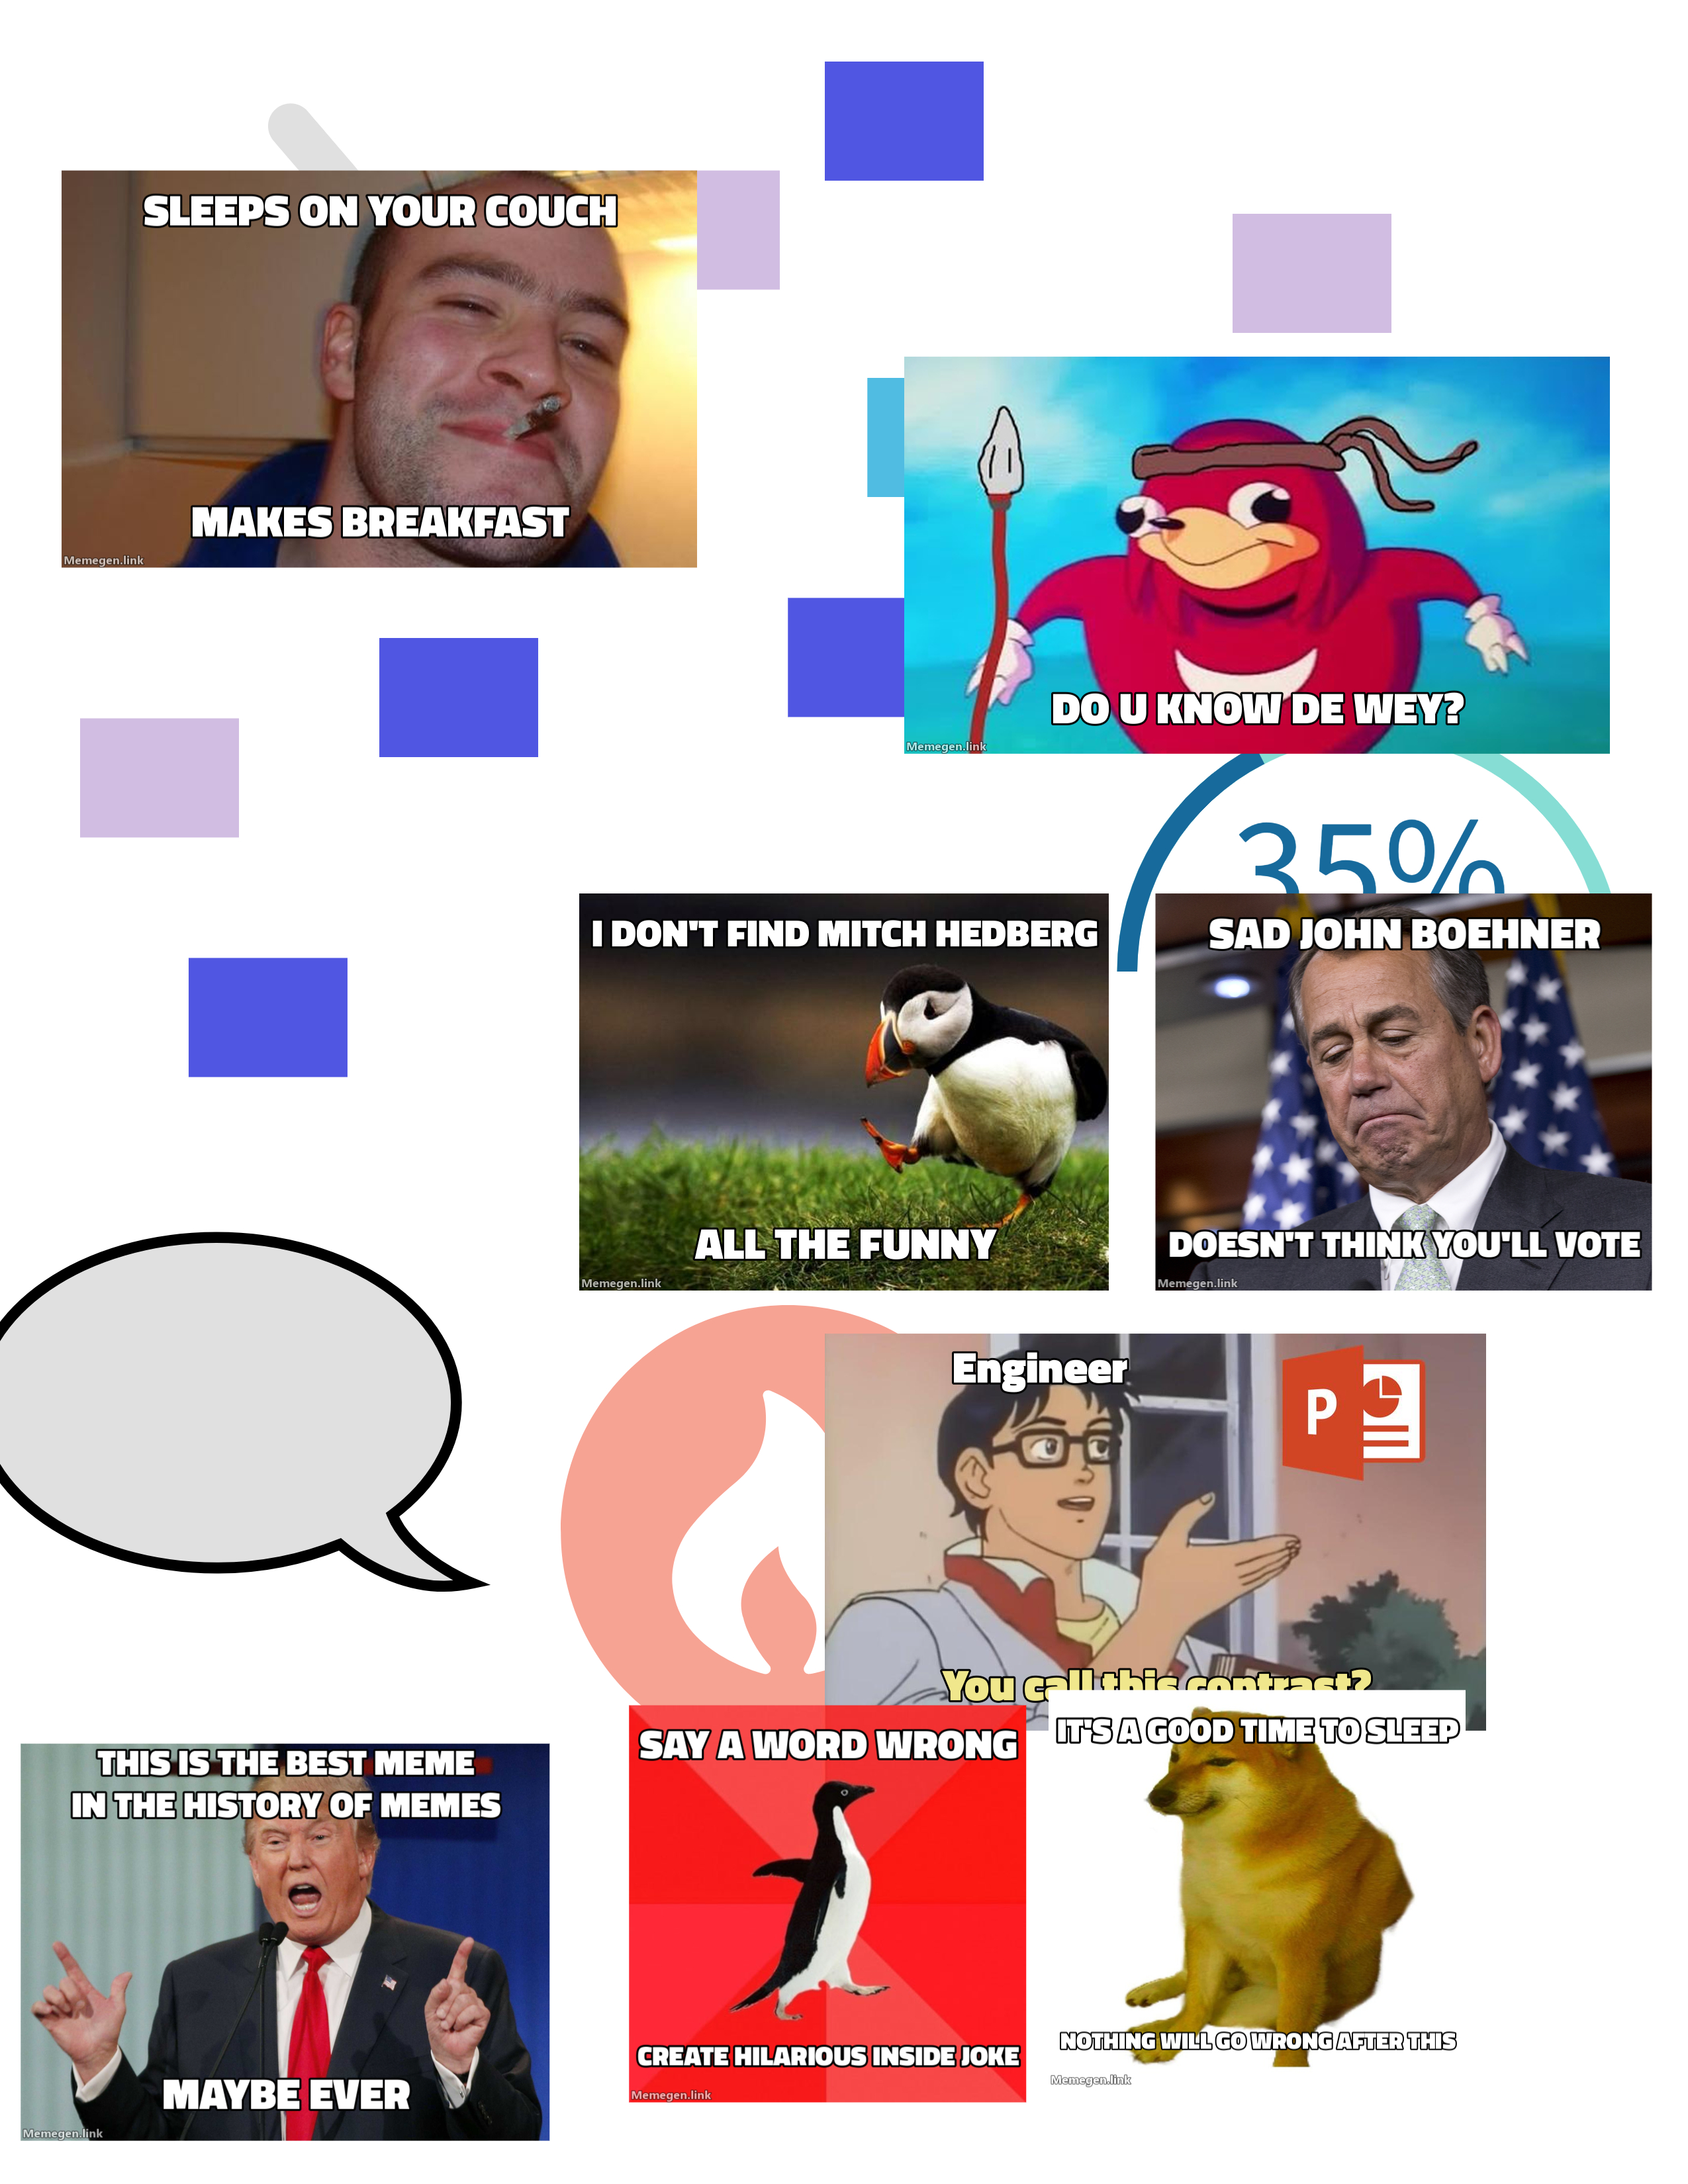 SLEEPS ON YOUR COUCH
MAKES BREAKFAST
Memegen.link
DO U KNOW DE WEY?
Memegen.link
35%
I DON'T FIND MITCH HEDBERG
ALL THE FUNNY
Memegen.link
SAD JOHN BOEHNER
DOESN'T THINK YOU'LL VOTE
Memegen.link
Engineer
P
You call this contrast?
SAY A WORD WRONG
CREATE HILARIOUS INSIDE JOKE
Memegen.link
IT'S A GOOD TIME TO SLEEP
NOTHING WILL GO WRONG AFTER THIS
Memegen.link
THIS IS THE BEST MEME
IN THE HISTORY OF MEMES
MAYBE EVER
Memegen.link